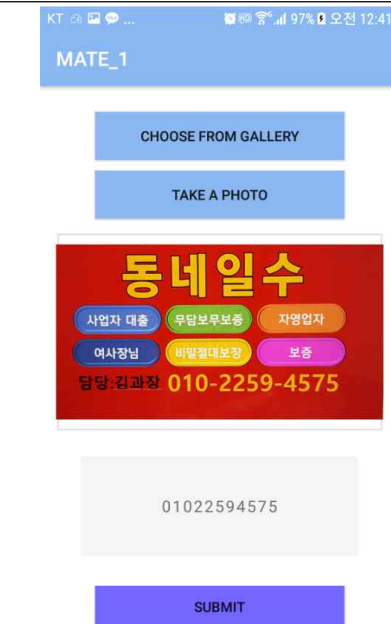 KT ... 97% 오전 12:41
MATE_1
CHOOSE FROM GALLERY
TAKE A PHOTO
동네일수
사업자 대출 무담보무보증 자영업자
여사장님 비밀절대보장 보증
담당:김과장 010-2259-4575
01022594575
SUBMIT